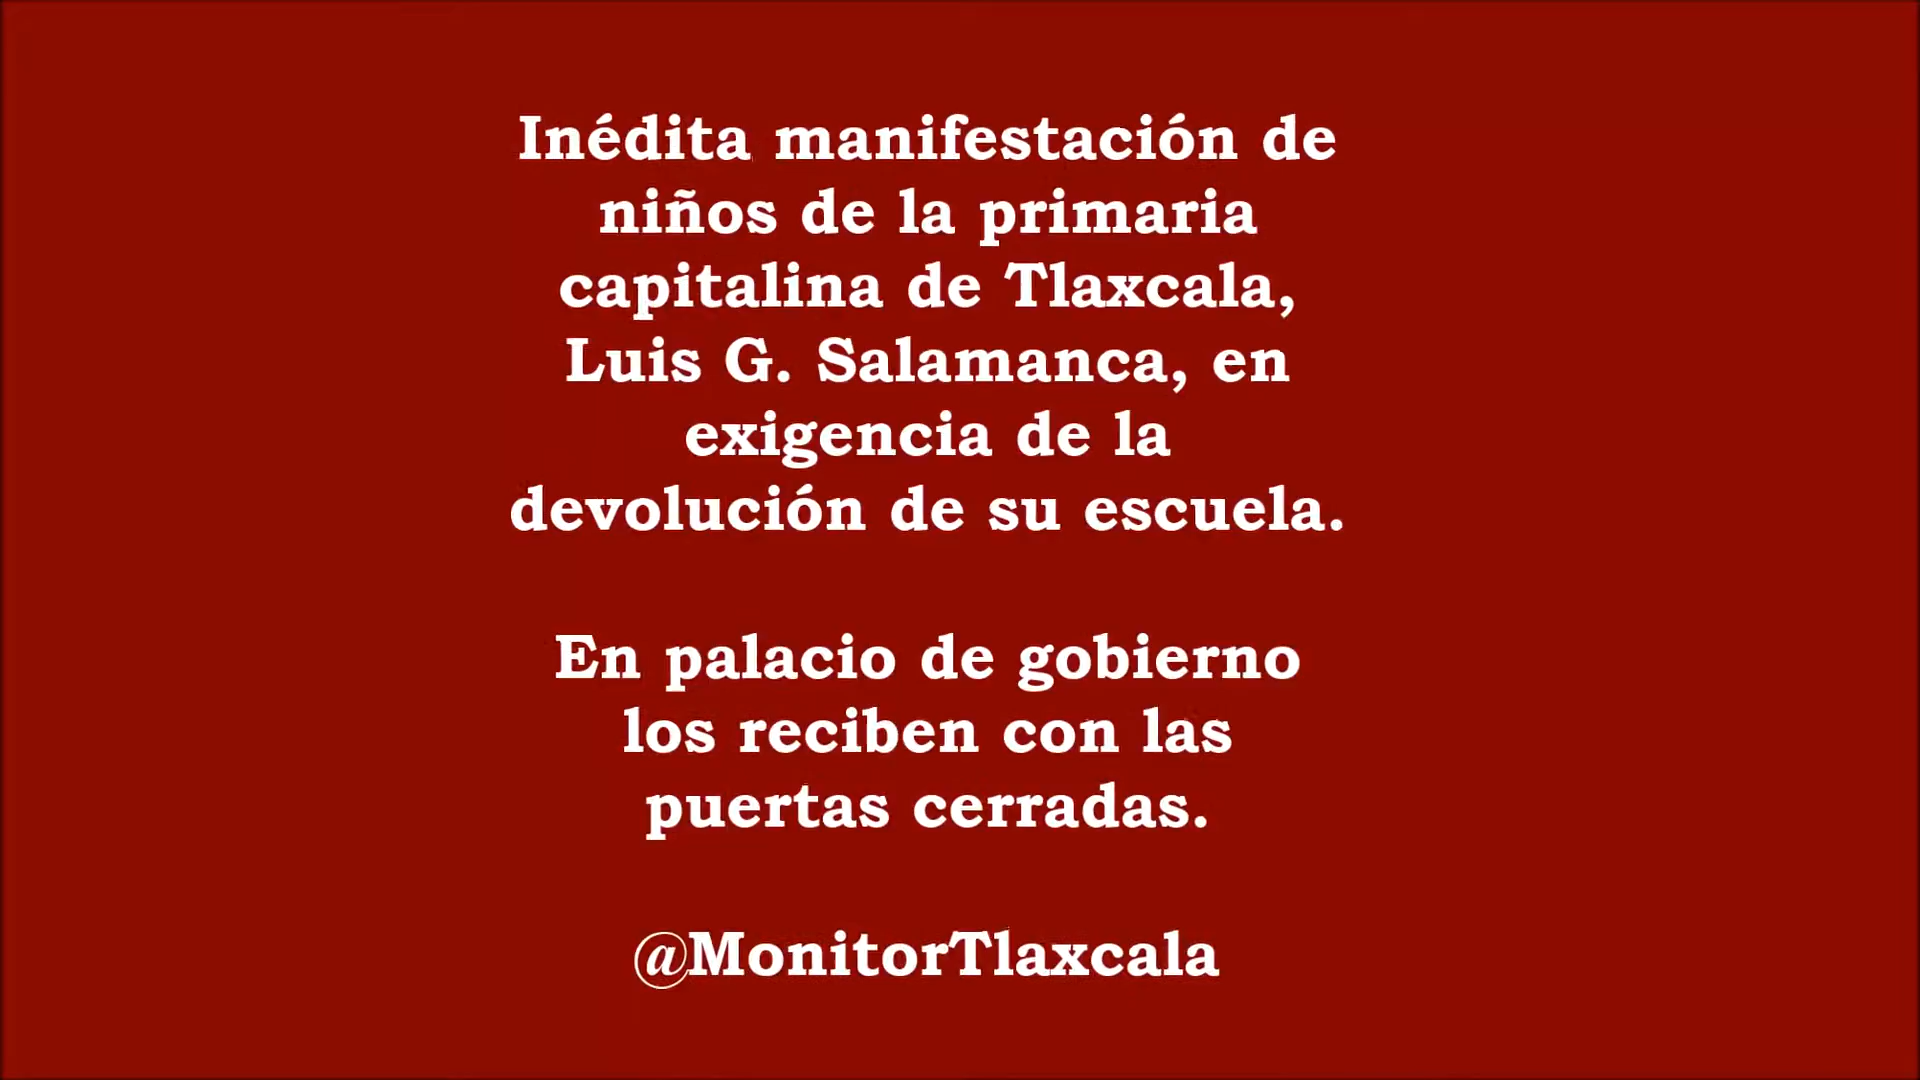 Inédita manifestación de
niños de la primaria
capitalina de Tlaxcala,
Luis G. Salamanca, en
exigencia de la
devolución de su escuela.
En palacio de gobierno
los reciben con las
puertas cerradas.
@MonitorTlaxcala